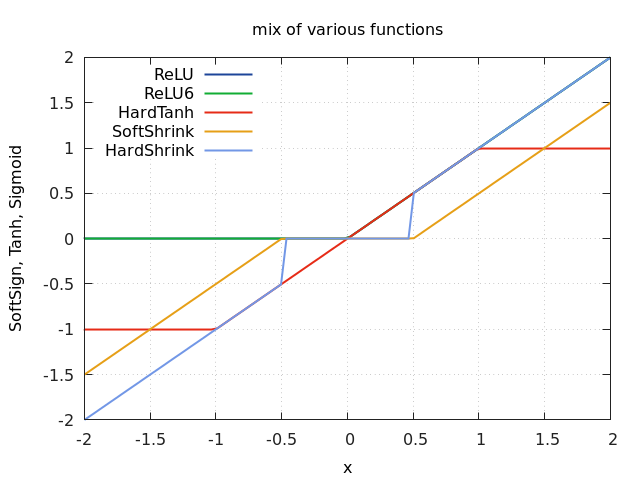 mix of various functions
ReLU
ReLU6
HardTanh
SoftShrink
HardShrink
SoftSign, Tanh, Sigmoid
2
1.5
1
0.5
0
-0.5
-1
-1.5
-2
-2 -1.5 -1 -0.5 0 0.5 1 1.5 2
x